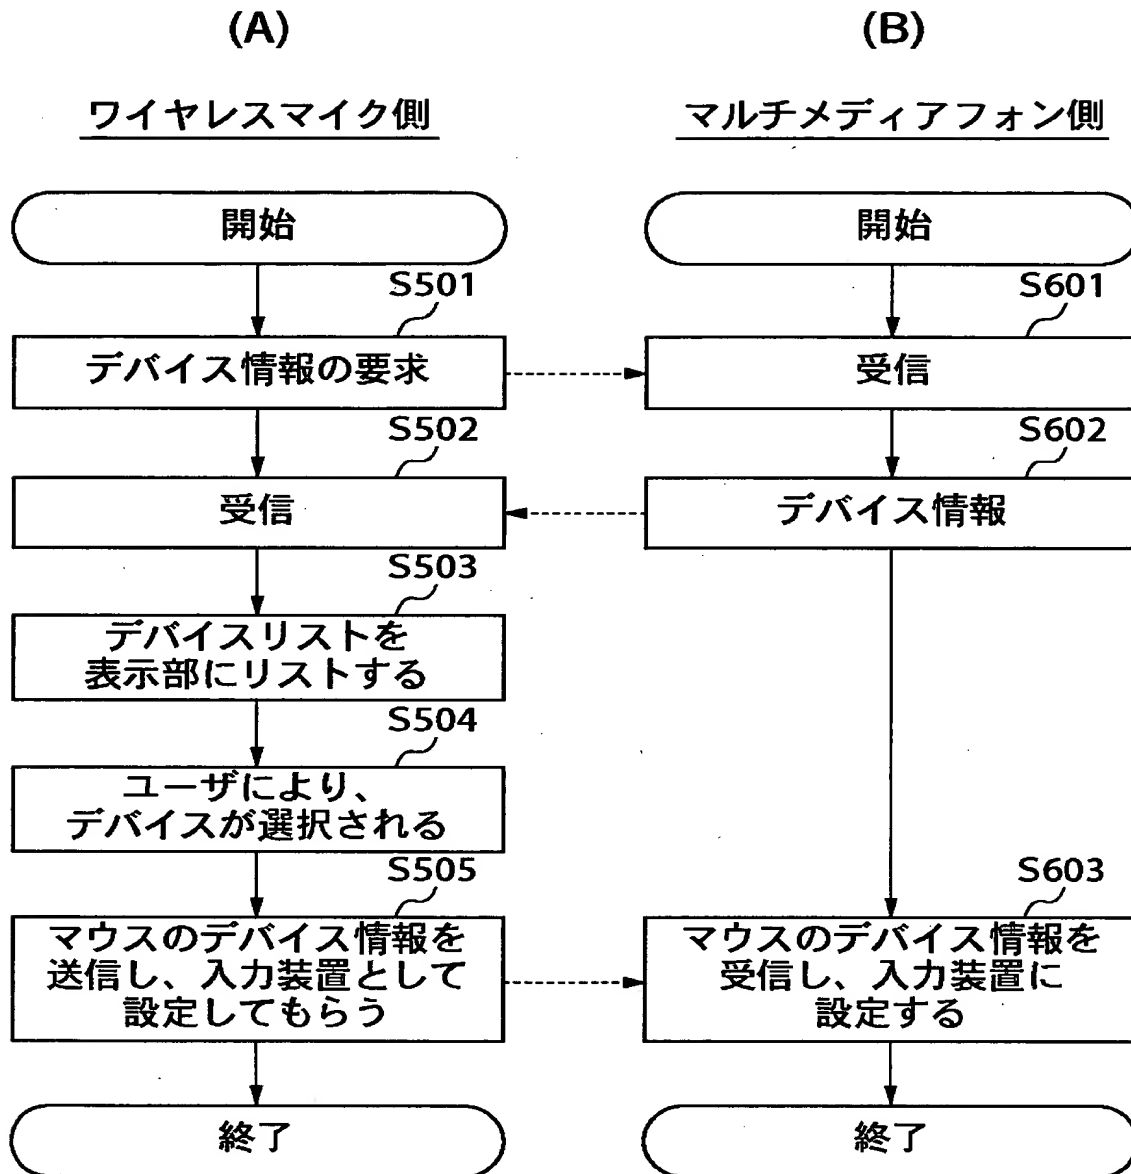 (A)
ワイヤレスマイク側
開始
S501
デバイス情報の要求
S502
受信
S503
デバイスリストを
表示部にリストする
S504
ユーザにより、
デバイスが選択される
S505
マウスのデバイス情報を
送信し、入力装置として
設定してもらう
終了
(B)
マルチメディアフォン側
開始
S601
受信
S602
デバイス情報
S603
マウスのデバイス情報を
受信し、入力装置に
設定する
終了